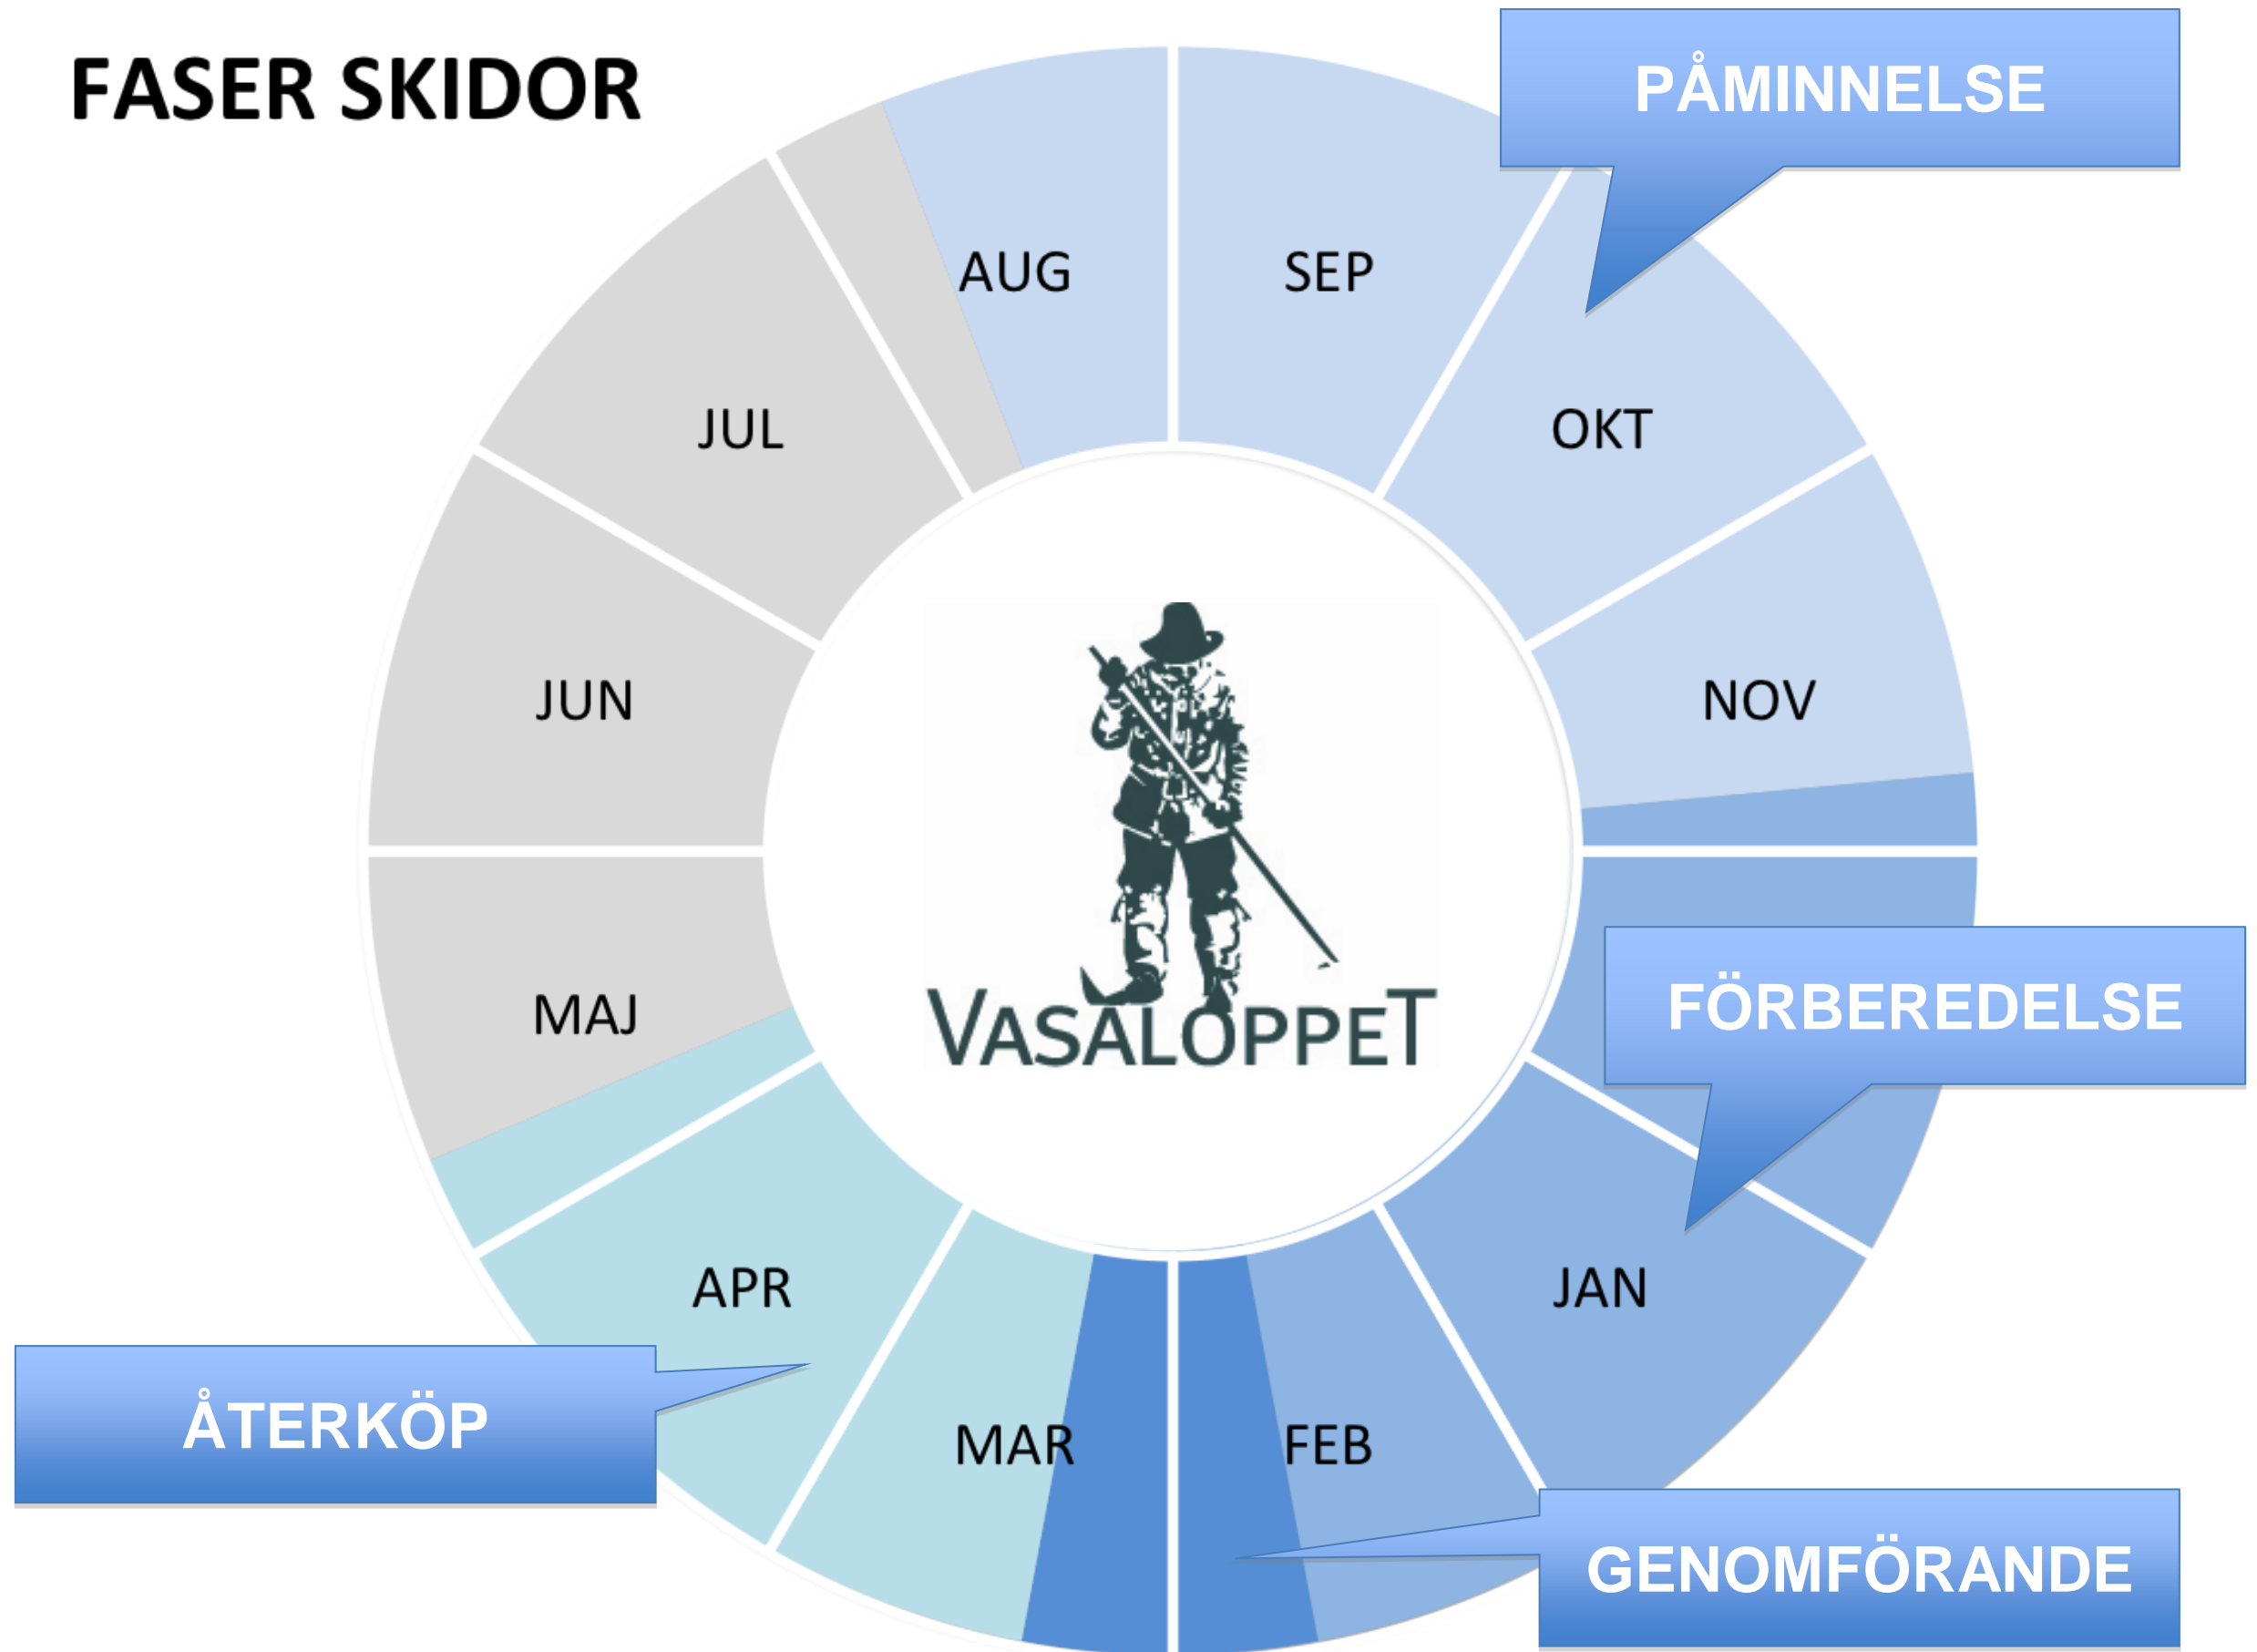 FASER SKIDOR
PÅMINNELSE
AUG
SEP
JUL
OKT
JUN
NOV
MAJ
VASALOPPET
FÖRBEREDELSE
APR
JAN
ÅTERKÖP
MAR
FEB
GENOMFÖRANDE